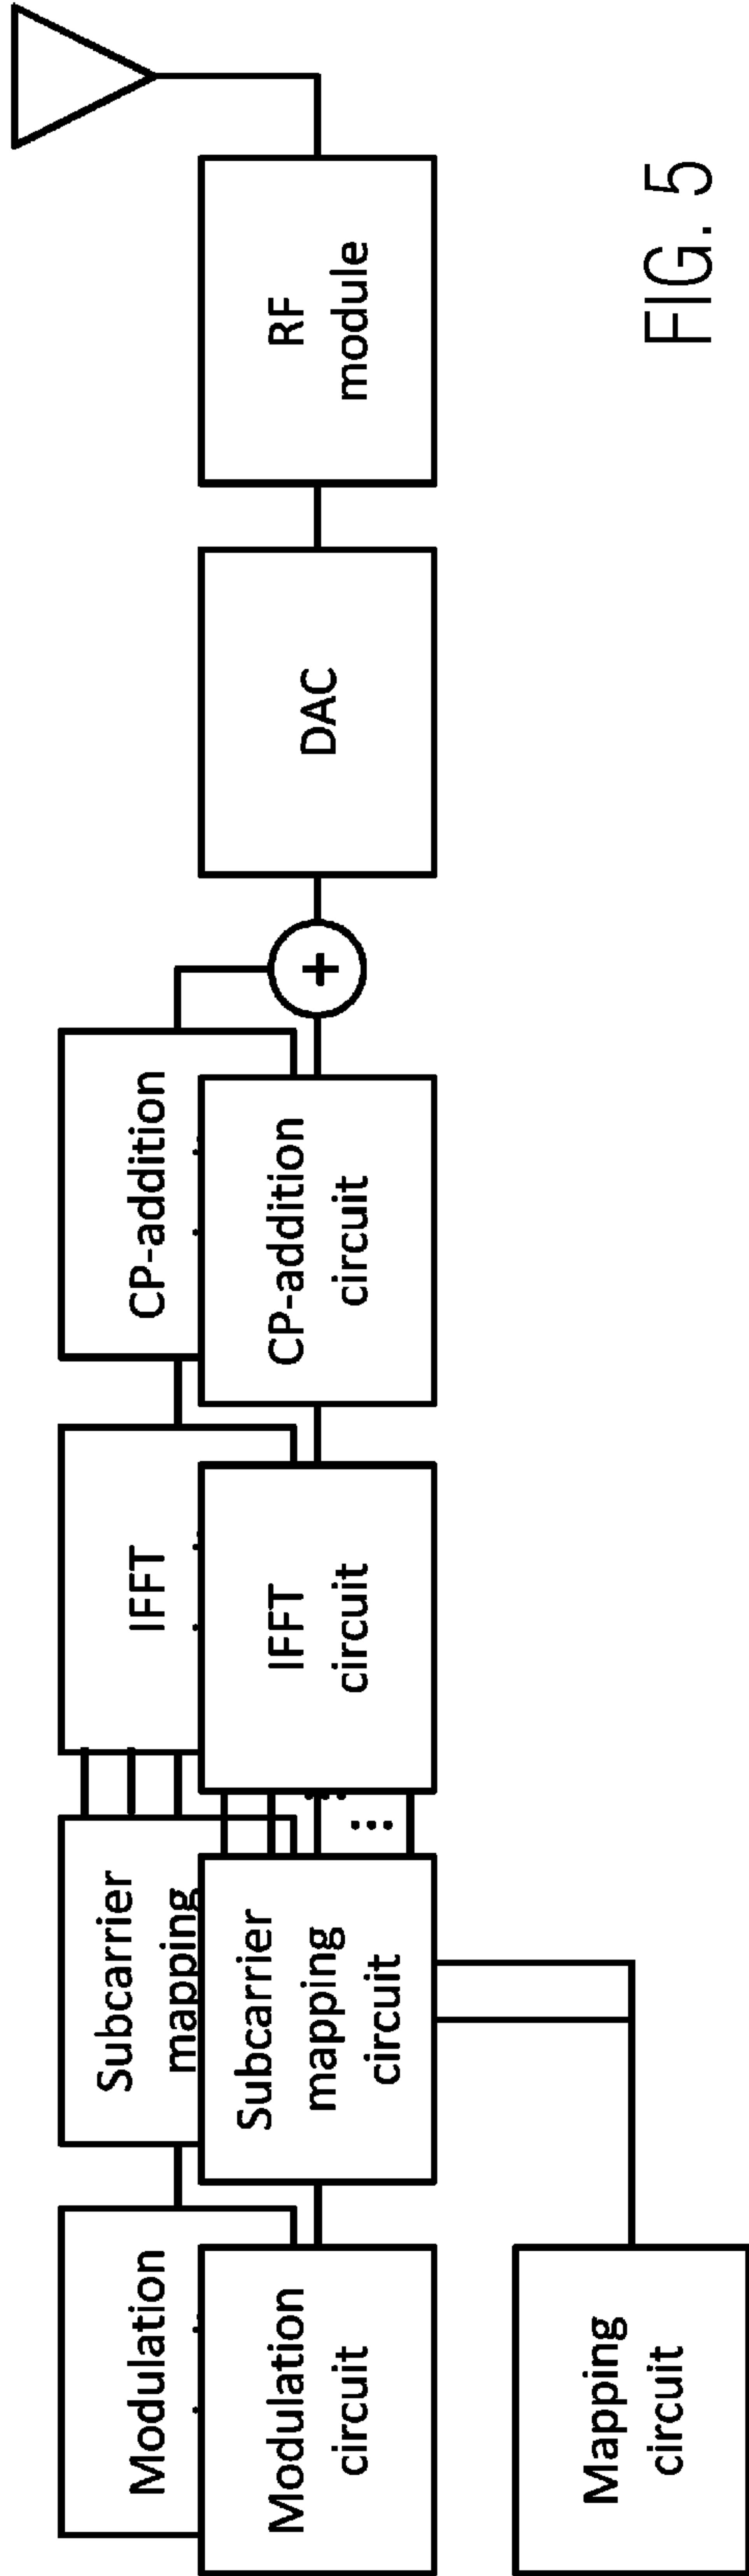 Modulation
Subcarrier
mapping
IFFT
CP-addition
Modulation
circuit
Subcarrier
mapping
circuit
IFFT
circuit
CP-addition
circuit
+
DAC
RF
module
Mapping
circuit
FIG. 5